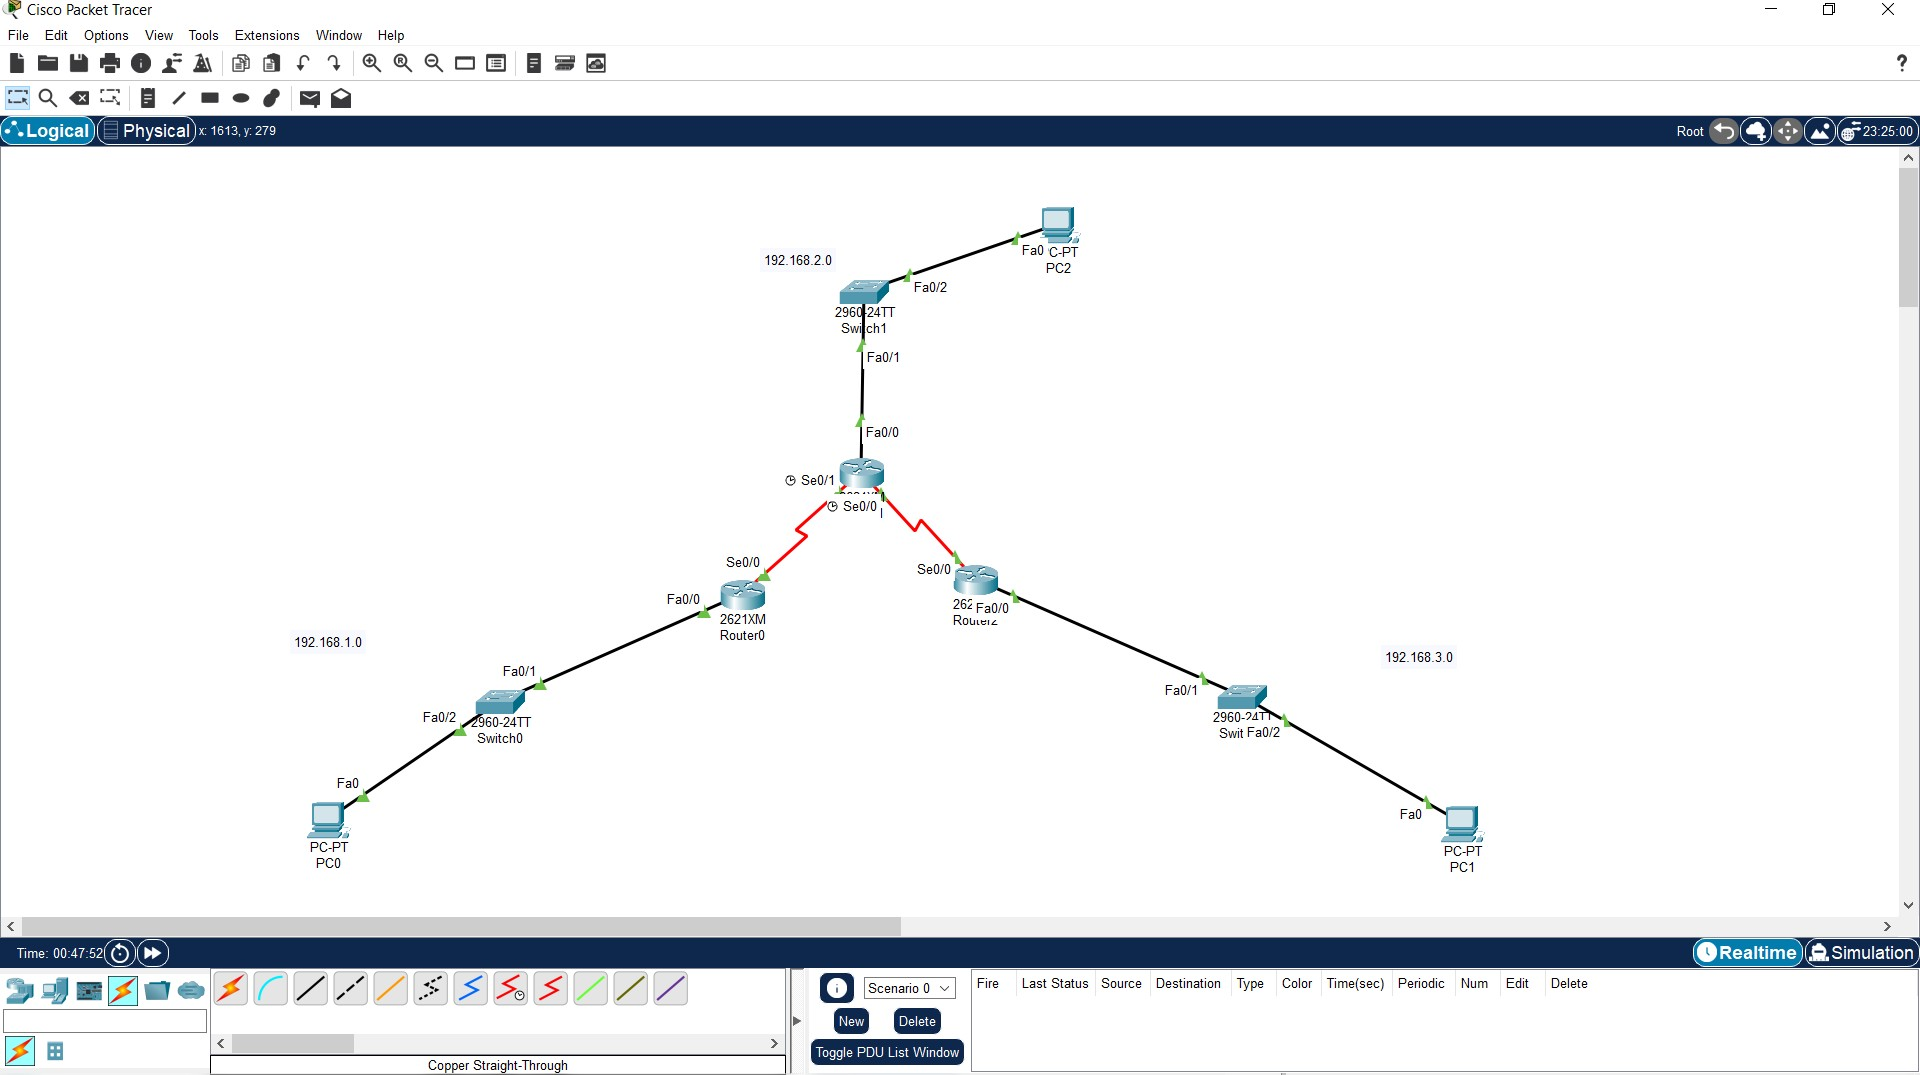 Cisco Packet Tracer
File Edit Options View Tools Extensions Window Help
?
Logical Physical x: 1613, y: 279 Root 23:25:00
192.168.2.0
Fa0 C-PT
PC2
Fa0/2
2960-24TT
Switch1
Fa0/1
Fa0/0
Se0/1
Se0/0
Se0/0
Fa0/0
2621XM
Router0
Se0/0
262 Fa0/0
Router2
192.168.1.0
192.168.3.0
Fa0/1
Fa0/2
2960-24TT
Switch0
Fa0
PC-PT
PC0
Fa0/1
2960-24TT
Swit Fa0/2
Fa0
PC-PT
PC1
Time: 00:47:52 Realtime Simulation
Scenario 0
New Delete
Toggle PDU List Window
Fire Last Status Source Destination Type Color Time(sec) Periodic Num Edit Delete
Copper Straight-Through